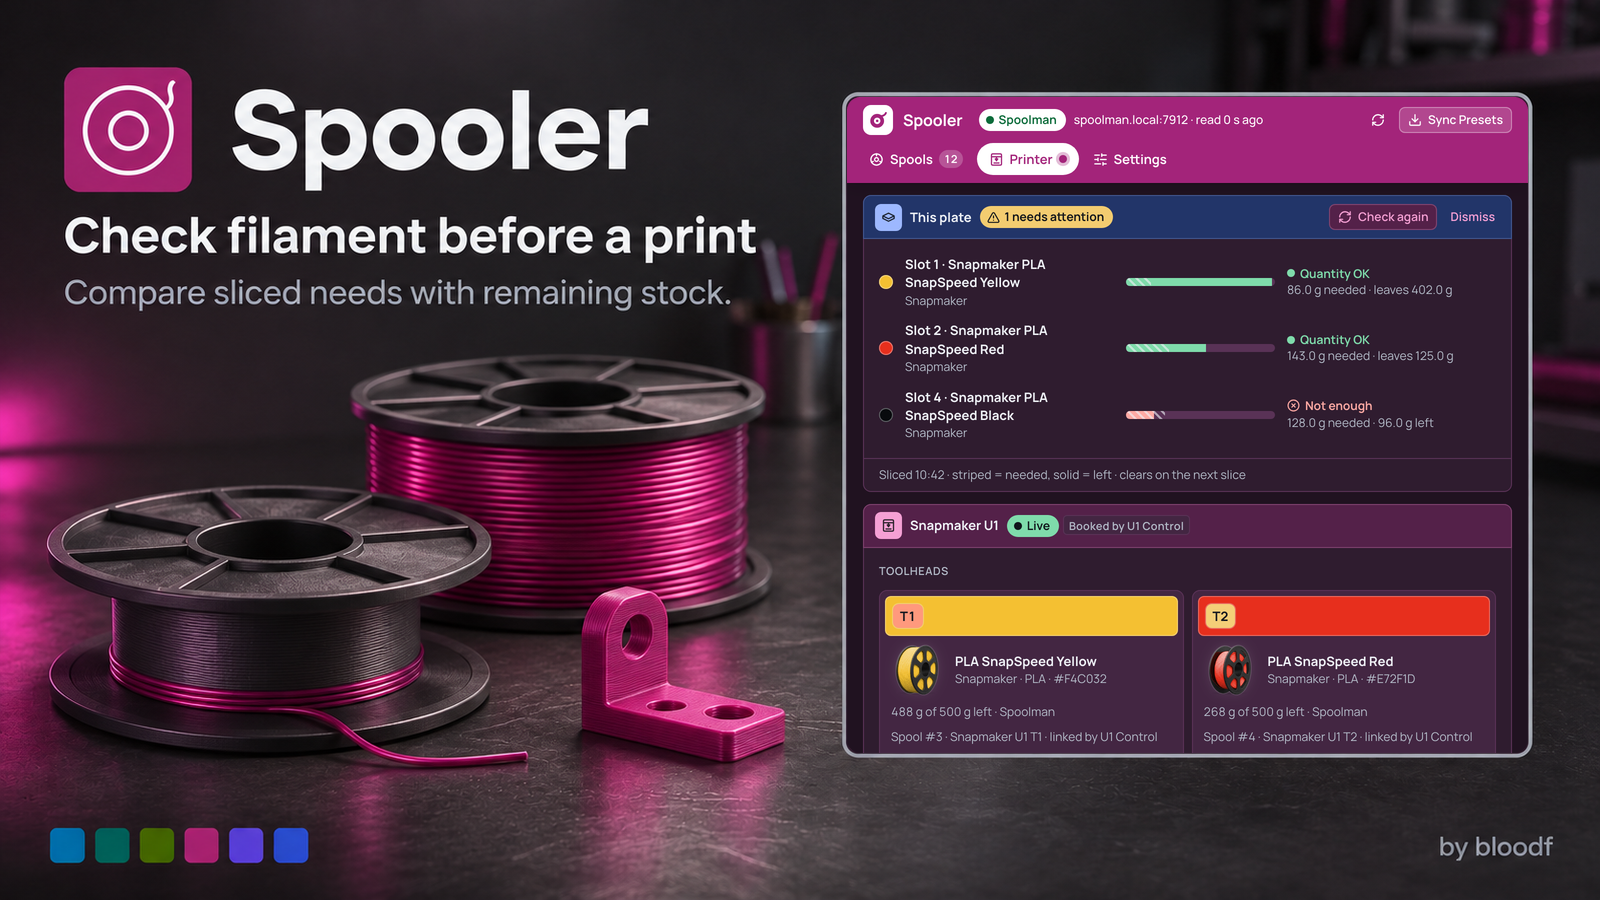 Spooler
Check filament before a print
Compare sliced needs with remaining stock.
Spooler
Spoolman
spoolman.local:7912 · read 0 s ago
Sync Presets
Spools 12
Printer
Settings
This plate
1 needs attention
Check again
Dismiss
Slot 1 · Snapmaker PLA
SnapSpeed Yellow
Snapmaker
Quantity OK
86.0 g needed · leaves 402.0 g
Slot 2 · Snapmaker PLA
SnapSpeed Red
Snapmaker
Quantity OK
143.0 g needed · leaves 125.0 g
Slot 4 · Snapmaker PLA
SnapSpeed Black
Snapmaker
Not enough
128.0 g needed · 96.0 g left
Sliced 10:42 · striped = needed, solid = left · clears on the next slice
Snapmaker U1
Live
Booked by U1 Control
TOOLHEADS
T1
PLA SnapSpeed Yellow
Snapmaker · PLA · #F4C032
488 g of 500 g left · Spoolman
Spool #3 · Snapmaker U1 T1 · linked by U1 Control
T2
PLA SnapSpeed Red
Snapmaker · PLA · #E72F1D
268 g of 500 g left · Spoolman
Spool #4 · Snapmaker U1 T2 · linked by U1 Control
by bloodf